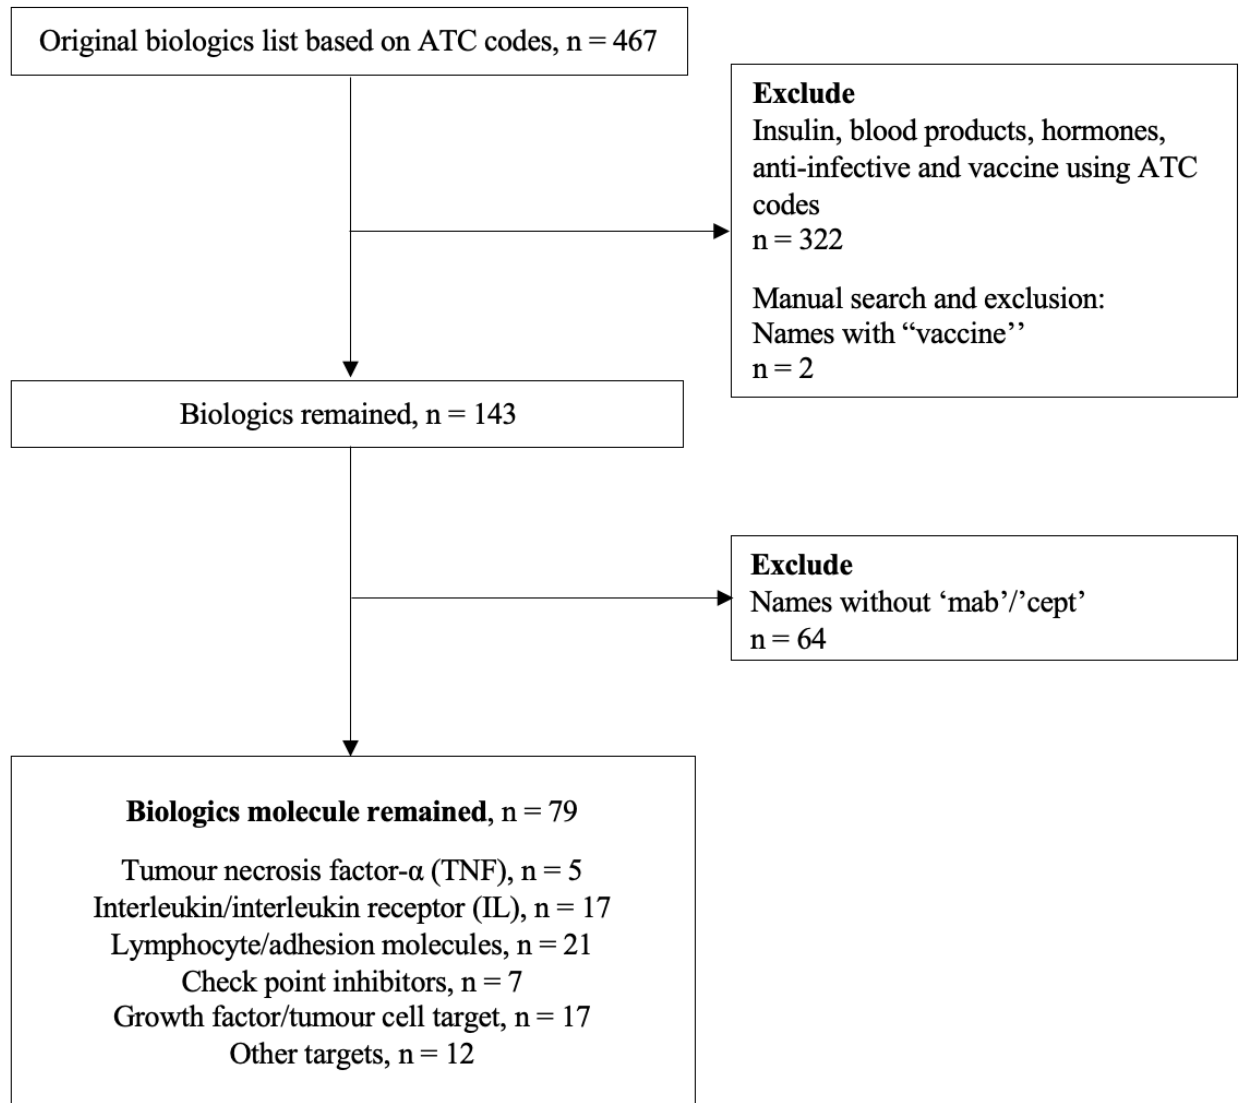 Original biologics list based on ATC codes, n = 467
Exclude
Insulin, blood products, hormones,
anti-infective and vaccine using ATC
codes
n = 322
Manual search and exclusion:
Names with “vaccine’’
n = 2
Biologics remained, n = 143
Exclude
Names without ‘mab’/’cept’
n = 64
Biologics molecule remained, n = 79
Tumour necrosis factor-α (TNF), n = 5
Interleukin/interleukin receptor (IL), n = 17
Lymphocyte/adhesion molecules, n = 21
Check point inhibitors, n = 7
Growth factor/tumour cell target, n = 17
Other targets, n = 12